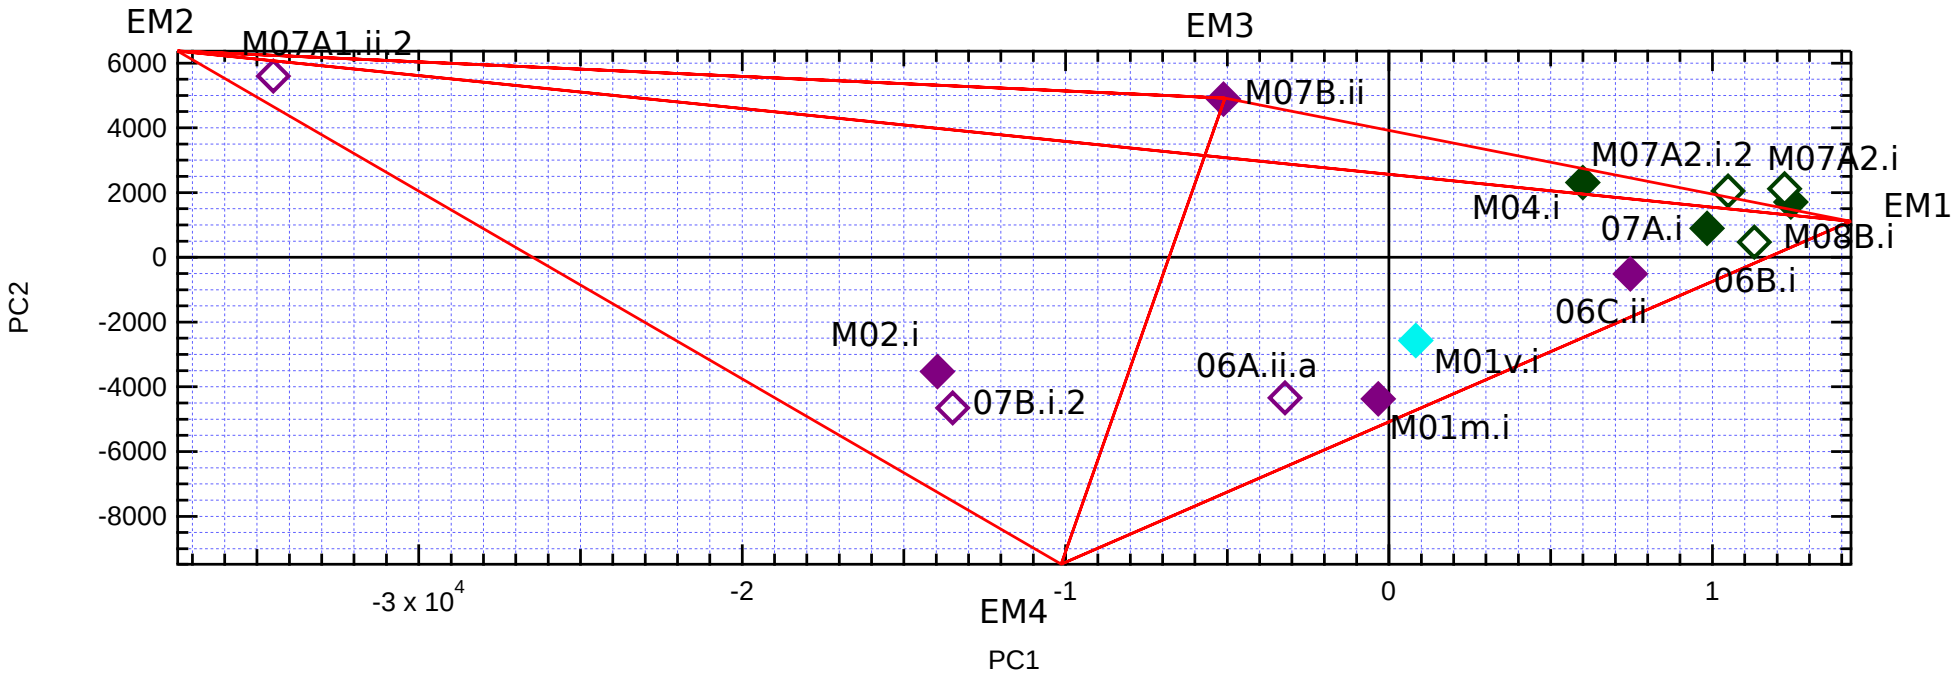 EM2
EM3
M07A1.ii.2
6000
M07B.ii
4000
M07A2.i.2
M07A2.i
2000
M04.i
EM1
07A.i
M08B.i
0
06B.i
PC2
-2000
06C.ii
M02.i
M01v.i
-4000
06A.ii.a
07B.i.2
M01m.i
-6000
-8000
-3 x 10⁴
-2
-1
0
1
EM4
PC1